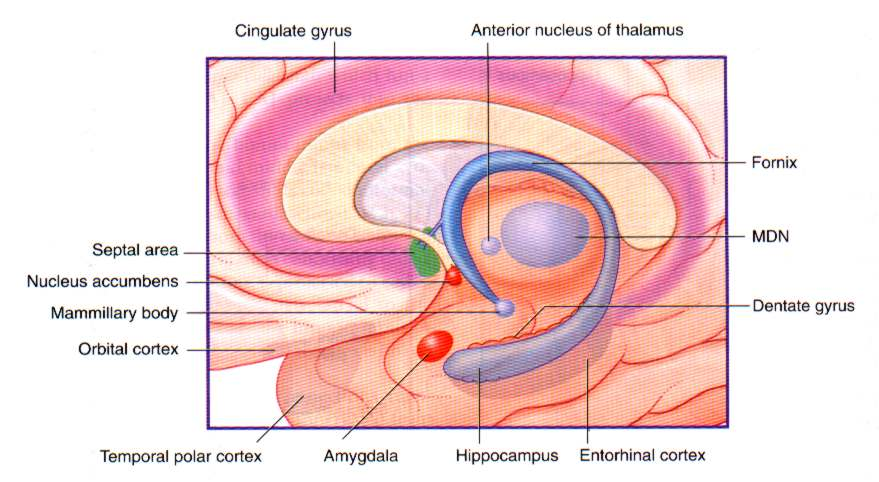 Cingulate gyrus
Anterior nucleus of thalamus
Fornix
MDN
Septal area
Nucleus accumbens
Mammillary body
Dentate gyrus
Orbital cortex
Temporal polar cortex
Amygdala
Hippocampus
Entorhinal cortex